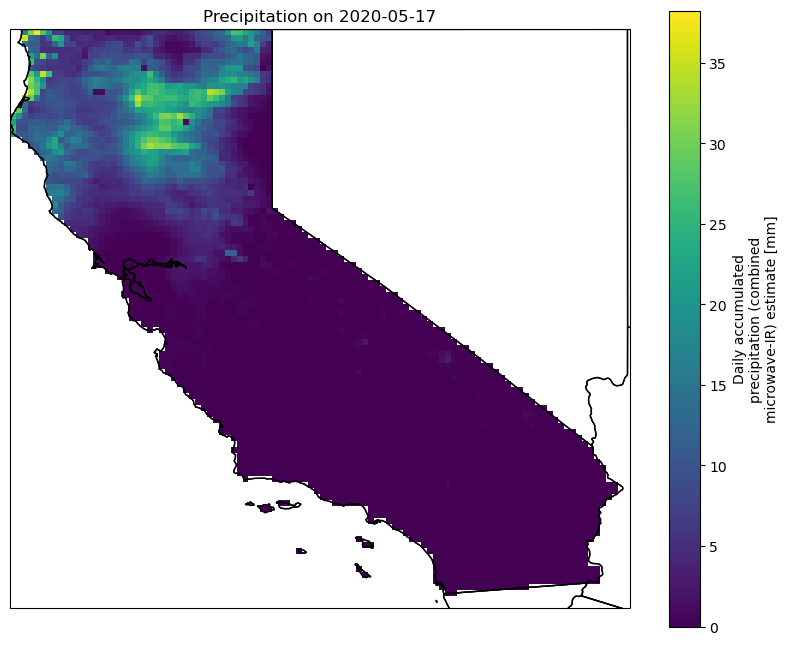 Precipitation on 2020-05-17
35
30
25
20
15
10
5
0
Daily accumulated
precipitation (combined
microwave-IR) estimate [mm]